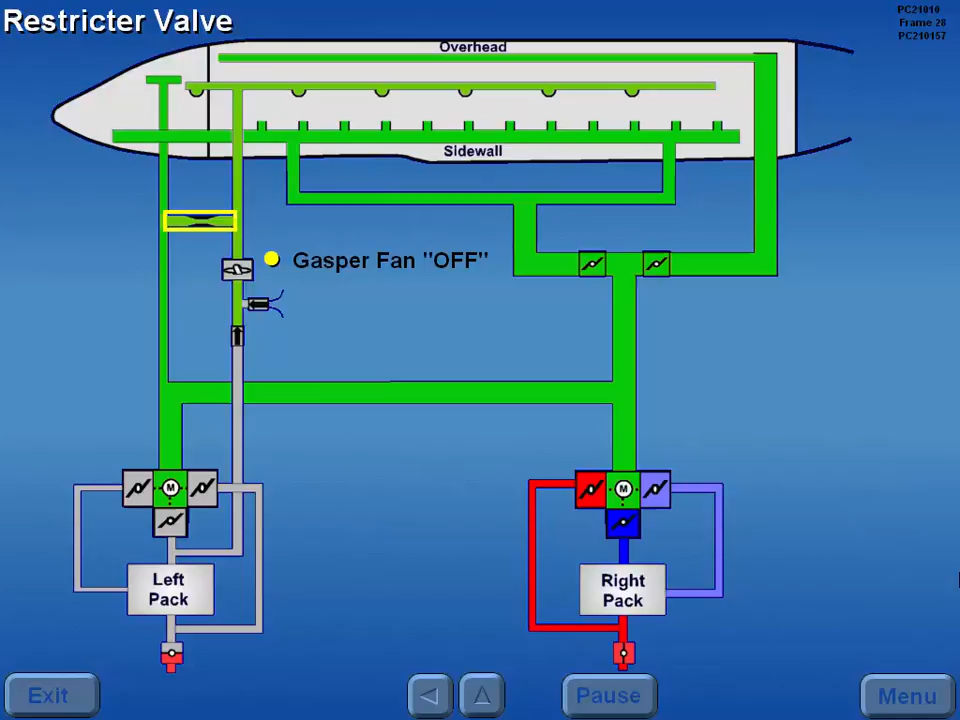 Restricter Valve
PC21010
Frame 28
PC210157
Overhead
Sidewall
Gasper Fan "OFF"
M
M
Left
Pack
Right
Pack
Exit
Pause
Menu